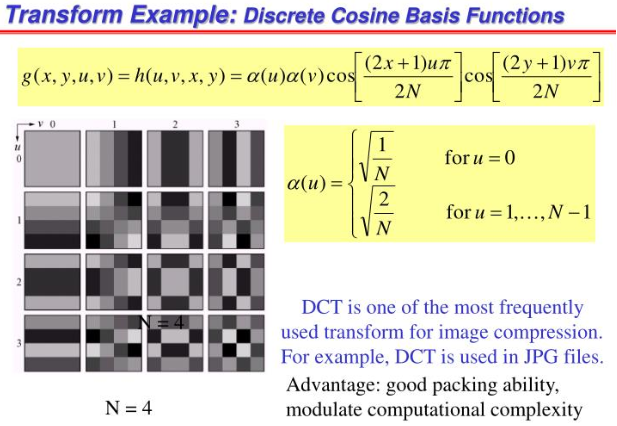 Transform Example: Discrete Cosine Basis Functions
g(x, y,u,v) = h(u,v, x, y) = α(u)α(v)cos[(2x+1)uπ / 2N]cos[(2y+1)vπ / 2N]
v 0 1 2 3
u
0
1
2
3
N = 4
α(u) = { √(1/N) for u = 0
√(2/N) for u = 1,…, N −1
DCT is one of the most frequently
used transform for image compression.
For example, DCT is used in JPG files.
Advantage: good packing ability,
modulate computational complexity
N = 4